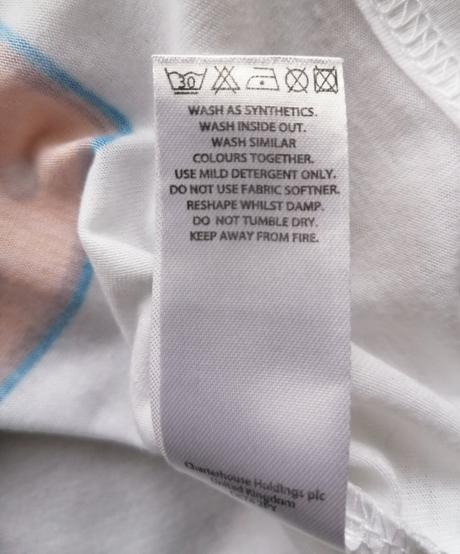 30
WASH AS SYNTHETICS.
WASH INSIDE OUT.
WASH SIMILAR
COLOURS TOGETHER.
USE MILD DETERGENT ONLY.
DO NOT USE FABRIC SOFTNER.
RESHAPE WHILST DAMP.
DO NOT TUMBLE DRY.
KEEP AWAY FROM FIRE.
Charterhouse Holdings plc
United Kingdom